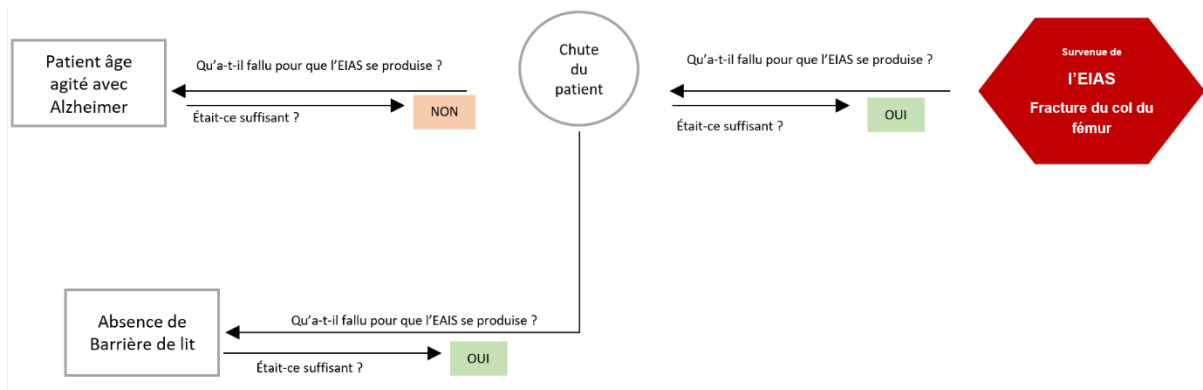 Patient âge
agité avec
Alzheimer
Qu’a-t-il fallu pour que l’EIAS se produise ?
Était-ce suffisant ?
NON
Chute
du
patient
Qu’a-t-il fallu pour que l’EIAS se produise ?
Était-ce suffisant ?
OUI
Survenue de
l’EIAS
Fracture du col du
fémur
Absence de
Barrière de lit
Qu’a-t-il fallu pour que l’EAIS se produise ?
Était-ce suffisant ?
OUI